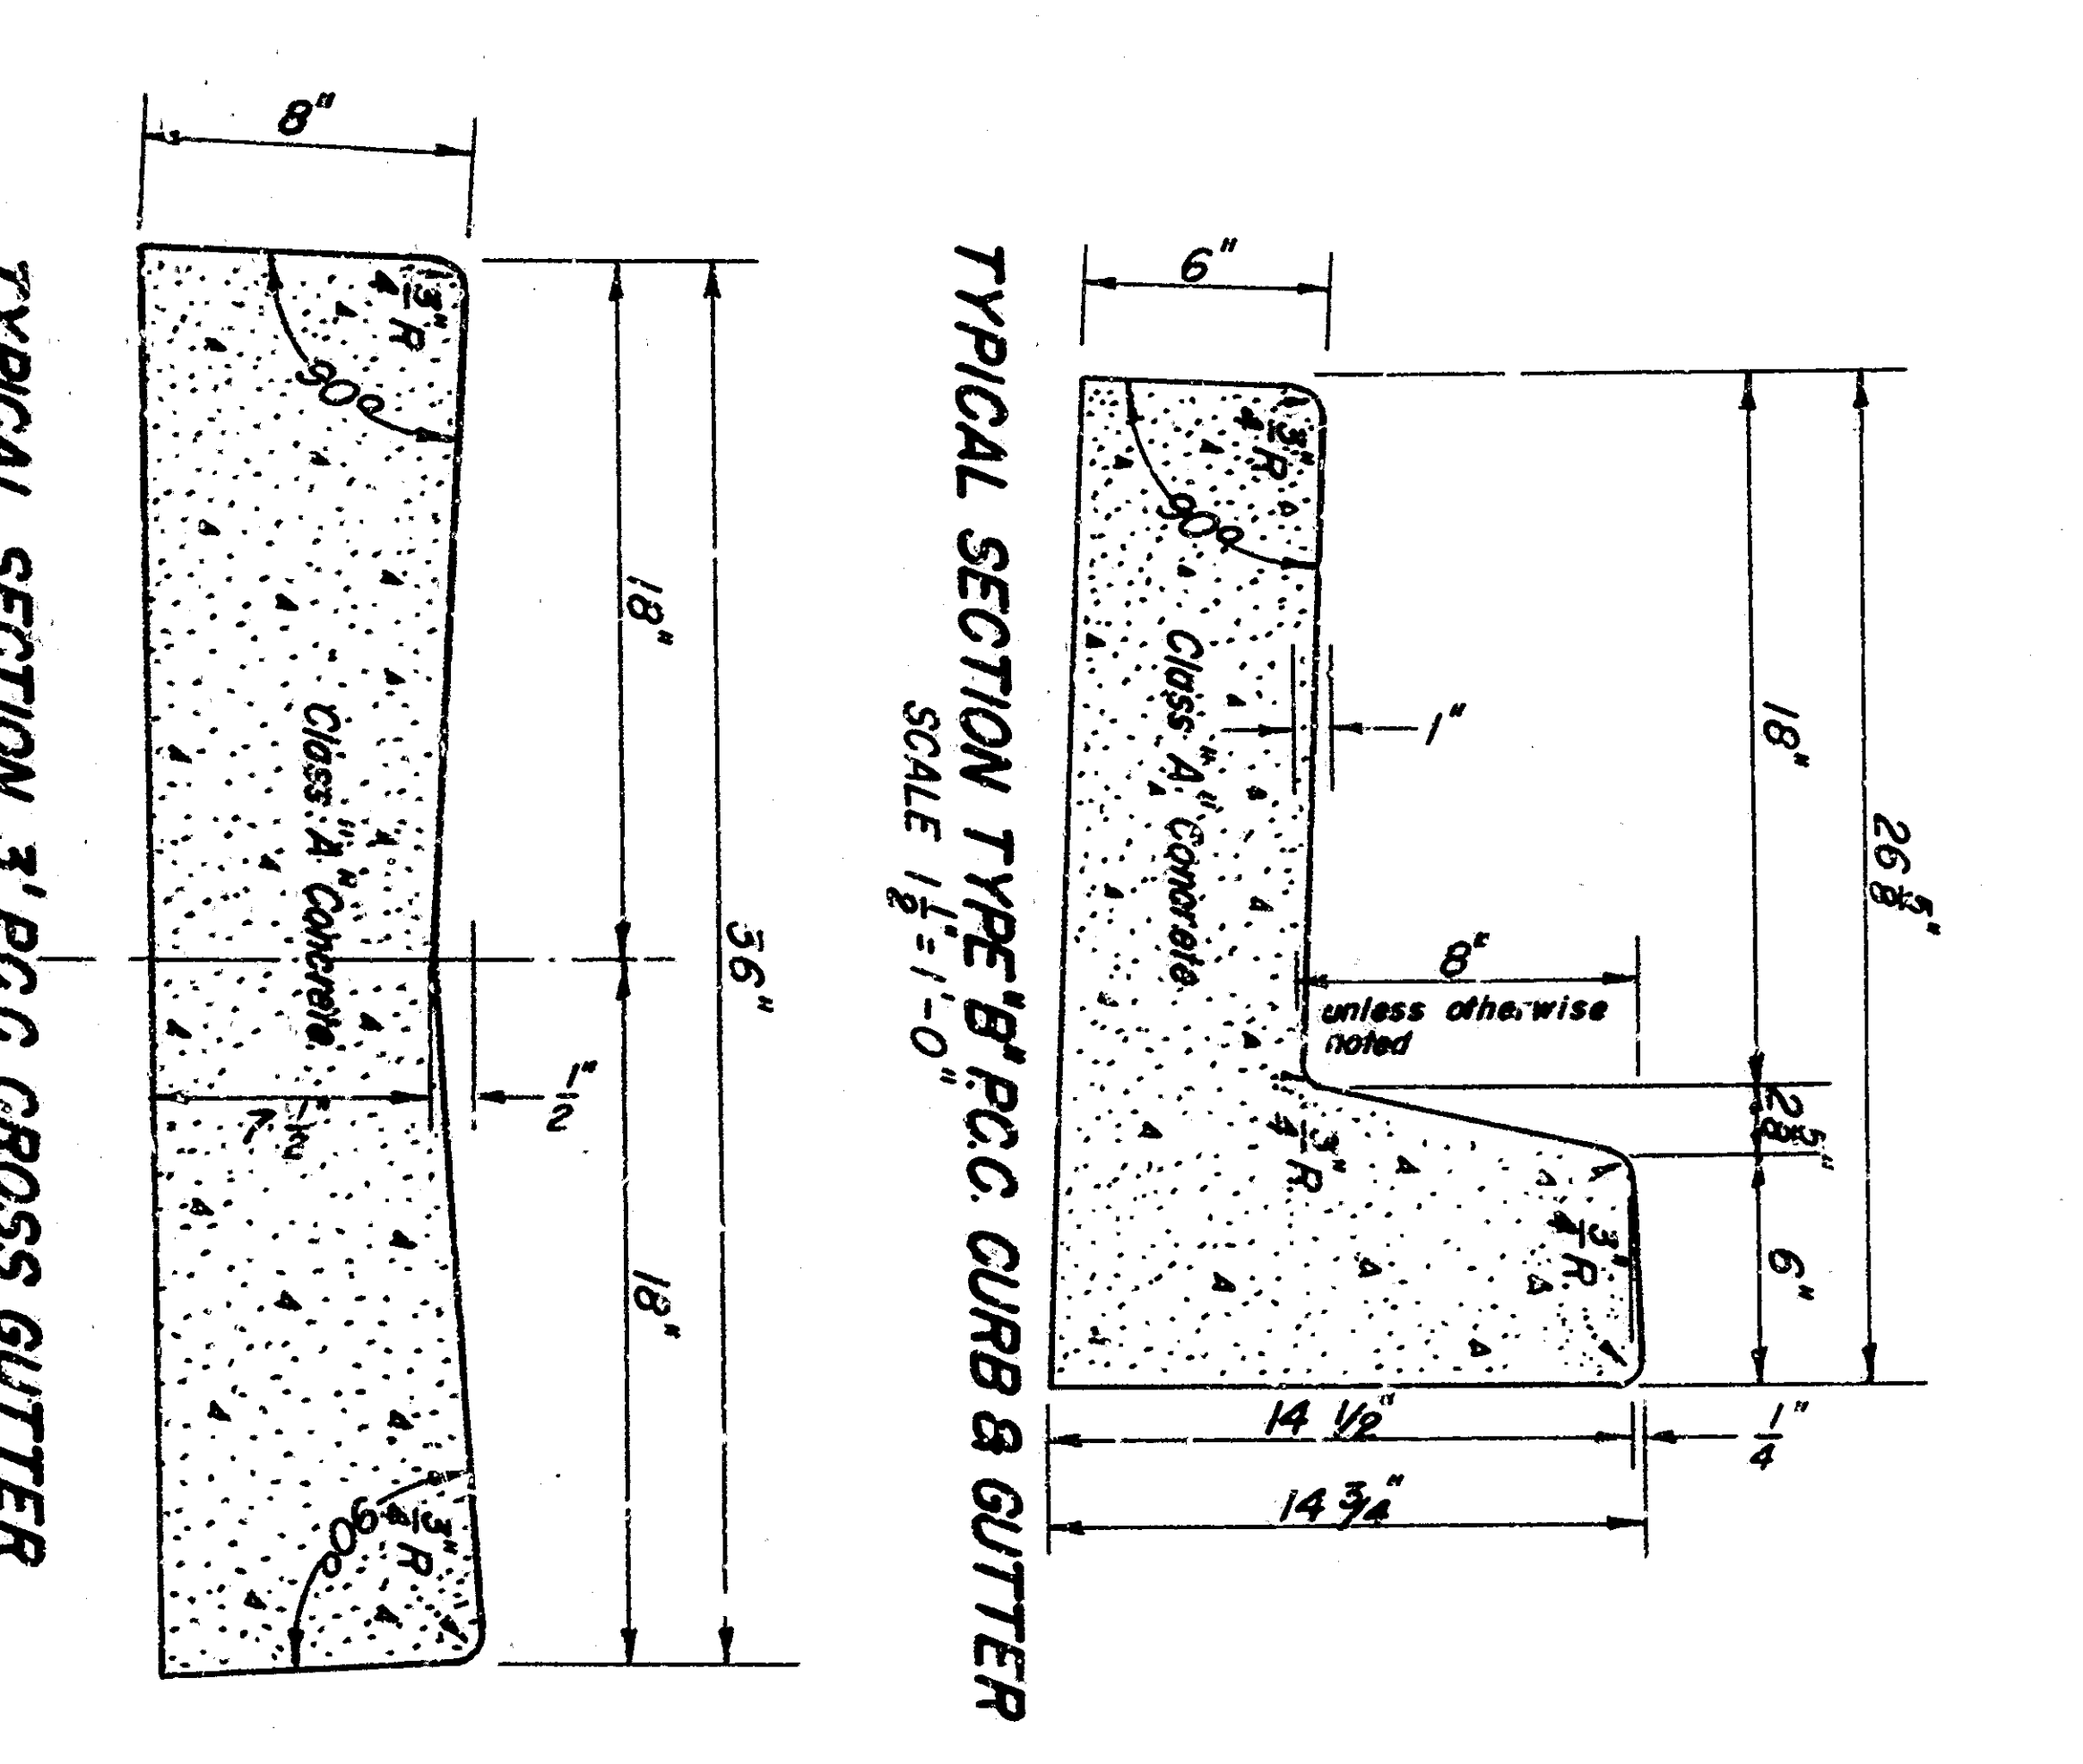 26 5/8"
18"
2 5/8"
6"
8"
unless otherwise
noted
1"
6"
3/4" R
90°
Class "A" Concrete
3/4" R
3/4" R
14 1/2"
1/4"
14 3/4"
TYPICAL SECTION TYPE "B" P.C.C. CURB & GUTTER
SCALE 1 1/2" = 1'-0"
36"
18"
18"
8"
3/4" R
90°
Class "A" Concrete
1/2"
7 1/2"
90°
3/4" R
TYPICAL SECTION 3' P.C.C. CROSS GUTTER